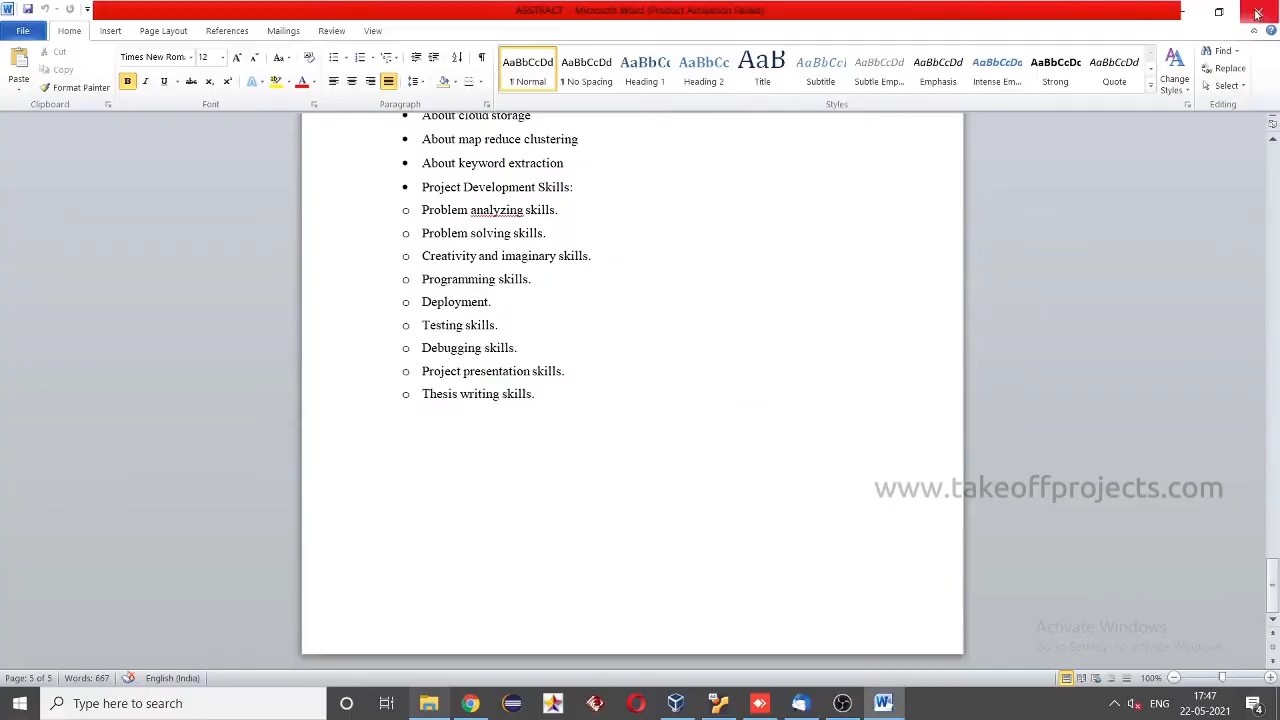 ABSTRACT - Microsoft Word (Product Activation Failed)
File Home Insert Page Layout References Mailings Review View
Cut
Copy
Format Painter
Paste
Clipboard
Times New Rom 12
Font
Paragraph
AaBbCcDd AaBbCcDd AaBbCc AaBbCc AaB AaBbCcl AaBbCcDd AaBbCcDd AaBbCcDd AaBbCcDc AaBbCcDd
¶ Normal ¶ No Spacing Heading 1 Heading 2 Title Subtitle Subtle Emp... Emphasis Intense Em... Strong Quote
Change
Styles
Styles
Find
Replace
Select
Editing
• About cloud storage
• About map reduce clustering
• About keyword extraction
• Project Development Skills:
o Problem analyzing skills.
o Problem solving skills.
o Creativity and imaginary skills.
o Programming skills.
o Deployment.
o Testing skills.
o Debugging skills.
o Project presentation skills.
o Thesis writing skills.
www.takeoffprojects.com
Activate Windows
Go to Settings to activate Windows.
Page: 5 of 5 Words: 667 English (India) 100%
Type here to search
ENG
17:47
22-05-2021